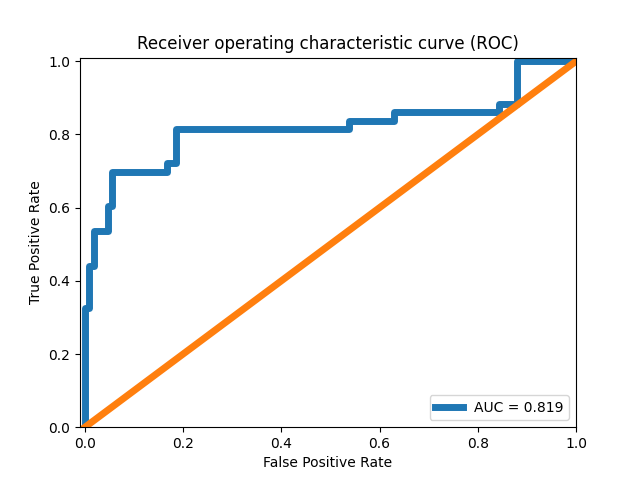 Receiver operating characteristic curve (ROC)
1.0
0.8
0.6
0.4
0.2
0.0
True Positive Rate
0.0 0.2 0.4 0.6 0.8 1.0
False Positive Rate
AUC = 0.819